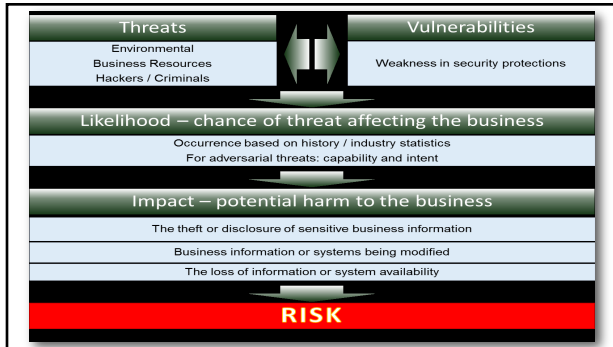 Threats
Environmental
Business Resources
Hackers / Criminals
Vulnerabilities
Weakness in security protections
Likelihood – chance of threat affecting the business
Occurrence based on history / industry statistics
For adversarial threats: capability and intent
Impact – potential harm to the business
The theft or disclosure of sensitive business information
Business information or systems being modified
The loss of information or system availability
RISK